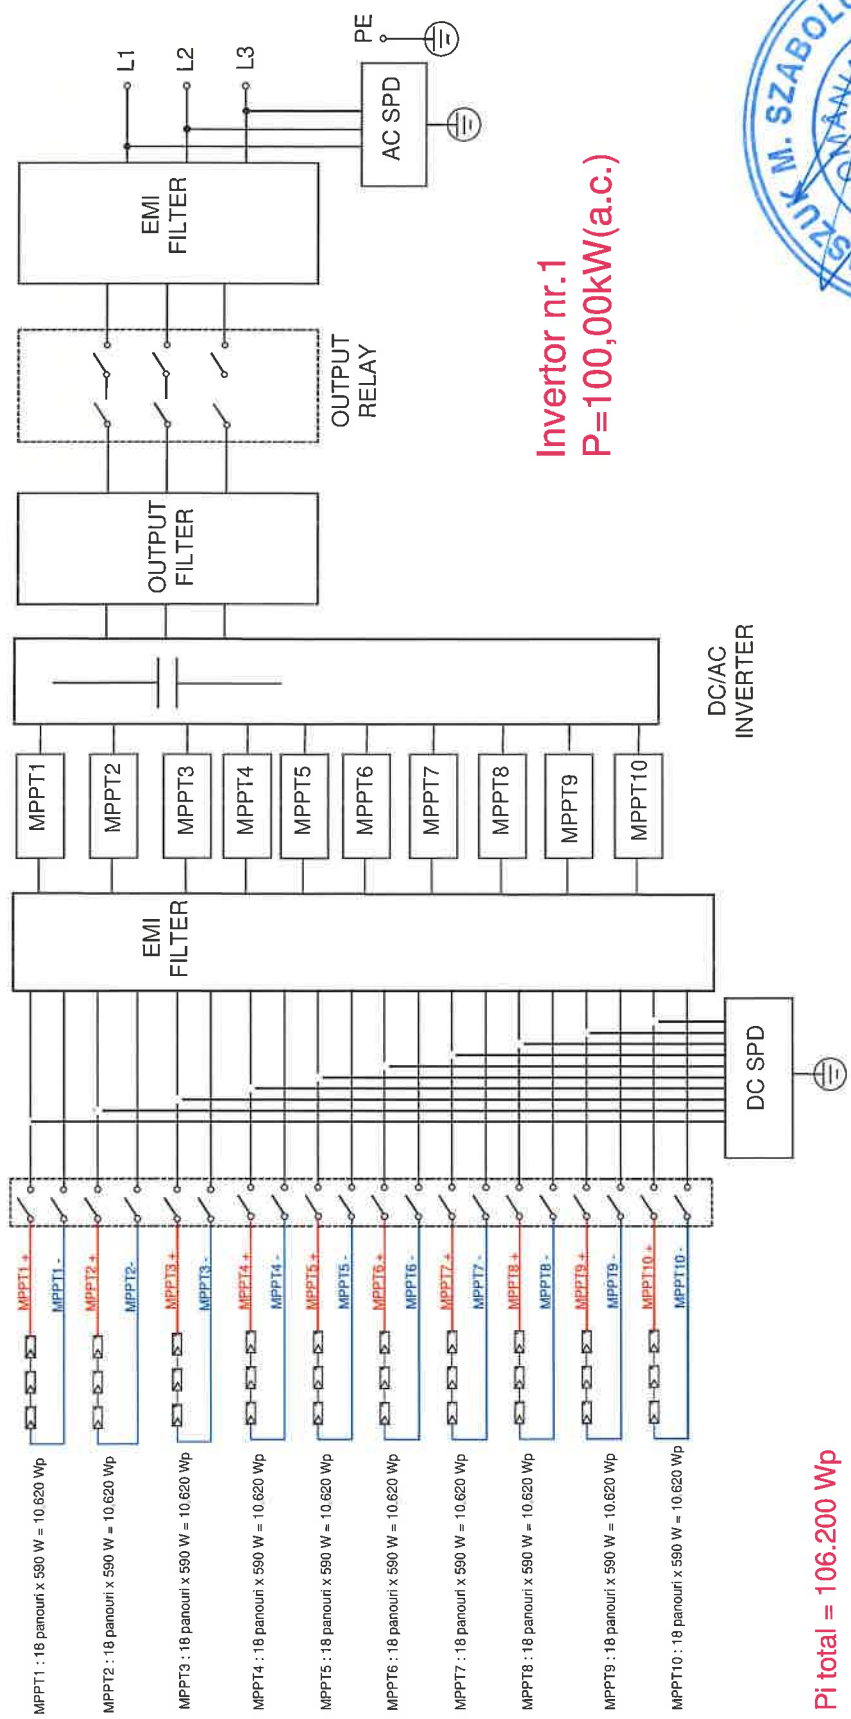 MPPT1 : 18 panouri x 590 W = 10.620 Wp
MPPT2 : 18 panouri x 590 W = 10.620 Wp
MPPT3 : 18 panouri x 590 W = 10.620 Wp
MPPT4 : 18 panouri x 590 W = 10.620 Wp
MPPT5 : 18 panouri x 590 W = 10.620 Wp
MPPT6 : 18 panouri x 590 W = 10.620 Wp
MPPT7 : 18 panouri x 590 W = 10.620 Wp
MPPT8 : 18 panouri x 590 W = 10.620 Wp
MPPT9 : 18 panouri x 590 W = 10.620 Wp
MPPT10 : 18 panouri x 590 W = 10.620 Wp
Pi total = 106.200 Wp
MPPT1 +
MPPT1 -
MPPT2 +
MPPT2-
MPPT3 +
MPPT3 -
MPPT4 +
MPPT4 -
MPPT5 +
MPPT5 -
MPPT6 +
MPPT6 -
MPPT7 +
MPPT7 -
MPPT8 +
MPPT8 -
MPPT9 +
MPPT9 -
MPPT10 +
MPPT10 -
DC SPD
EMI
FILTER
MPPT1
MPPT2
MPPT3
MPPT4
MPPT5
MPPT6
MPPT7
MPPT8
MPPT9
MPPT10
DC/AC
INVERTER
OUTPUT
FILTER
OUTPUT
RELAY
EMI
FILTER
L1
L2
L3
AC SPD
PE
Invertor nr.1
P=100,00kW(a.c.)
M. SZABOL